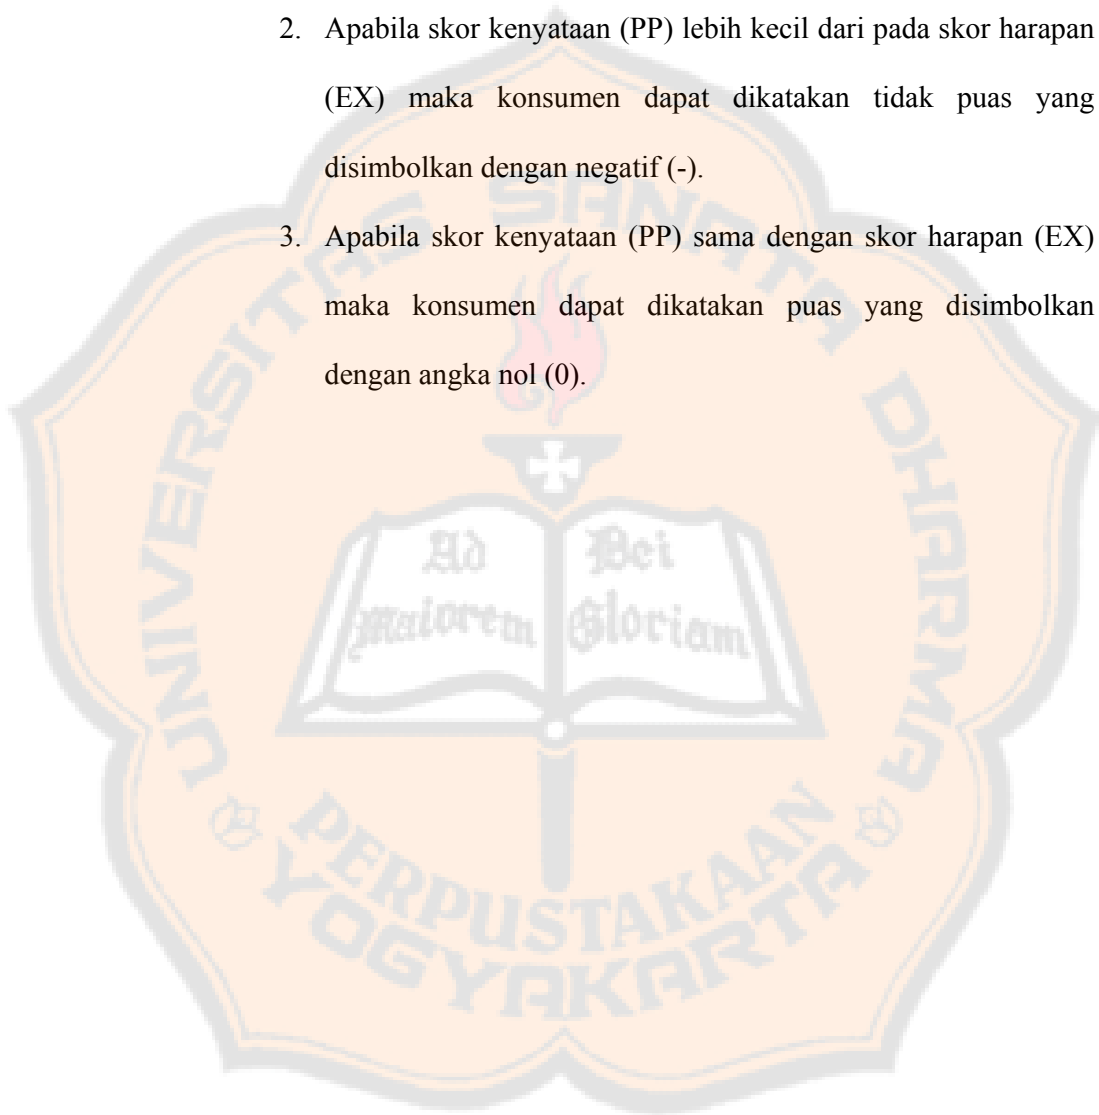 2. Apabila skor kenyataan (PP) lebih kecil dari pada skor harapan
(EX) maka konsumen dapat dikatakan tidak puas yang
disimbolkan dengan negatif (-).
3. Apabila skor kenyataan (PP) sama dengan skor harapan (EX)
maka konsumen dapat dikatakan puas yang disimbolkan
dengan angka nol (0).
UNIVERSITAS SANATA DHARMA
Ad Dei
maiorem Gloriam
PERPUSTAKAAN
YOGYAKARTA